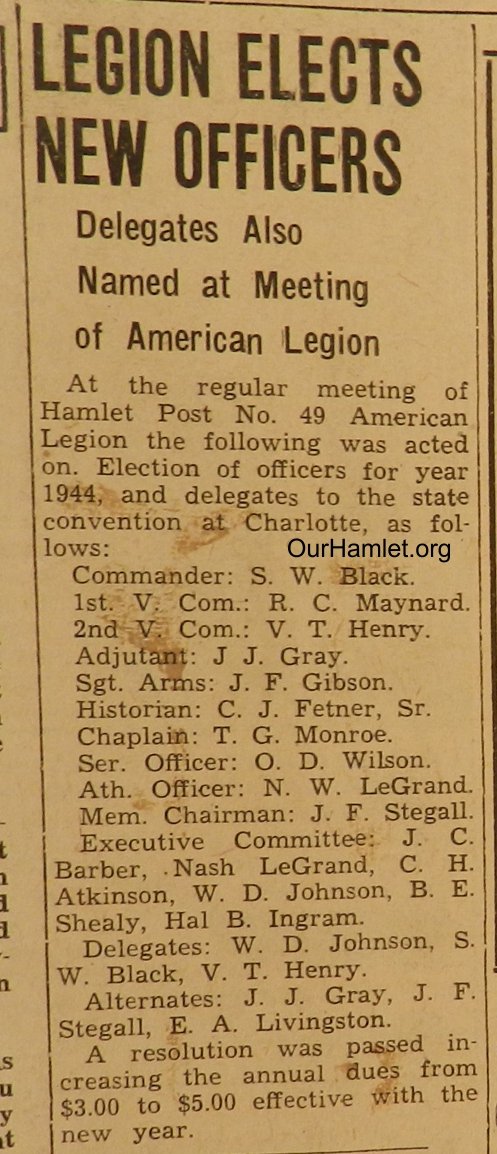 LEGION ELECTS
NEW OFFICERS
Delegates Also
Named at Meeting
of American Legion
At the regular meeting of
Hamlet Post No. 49 American
Legion the following was acted
on. Election of officers for year
1944, and delegates to the state
convention at Charlotte, as fol-
lows:
OurHamlet.org
Commander: S. W. Black.
1st. V. Com.: R. C. Maynard.
2nd V. Com.: V. T. Henry.
Adjutant: J J. Gray.
Sgt. Arms: J. F. Gibson.
Historian: C. J. Fetner, Sr.
Chaplain: T. G. Monroe.
Ser. Officer: O. D. Wilson.
Ath. Officer: N. W. LeGrand.
Mem. Chairman: J. F. Stegall.
Executive Committee: J. C.
Barber, Nash LeGrand, C. H.
Atkinson, W. D. Johnson, B. E.
Shealy, Hal B. Ingram.
Delegates: W. D. Johnson, S.
W. Black, V. T. Henry.
Alternates: J. J. Gray, J. F.
Stegall, E. A. Livingston.
A resolution was passed in-
creasing the annual dues from
$3.00 to $5.00 effective with the
new year.